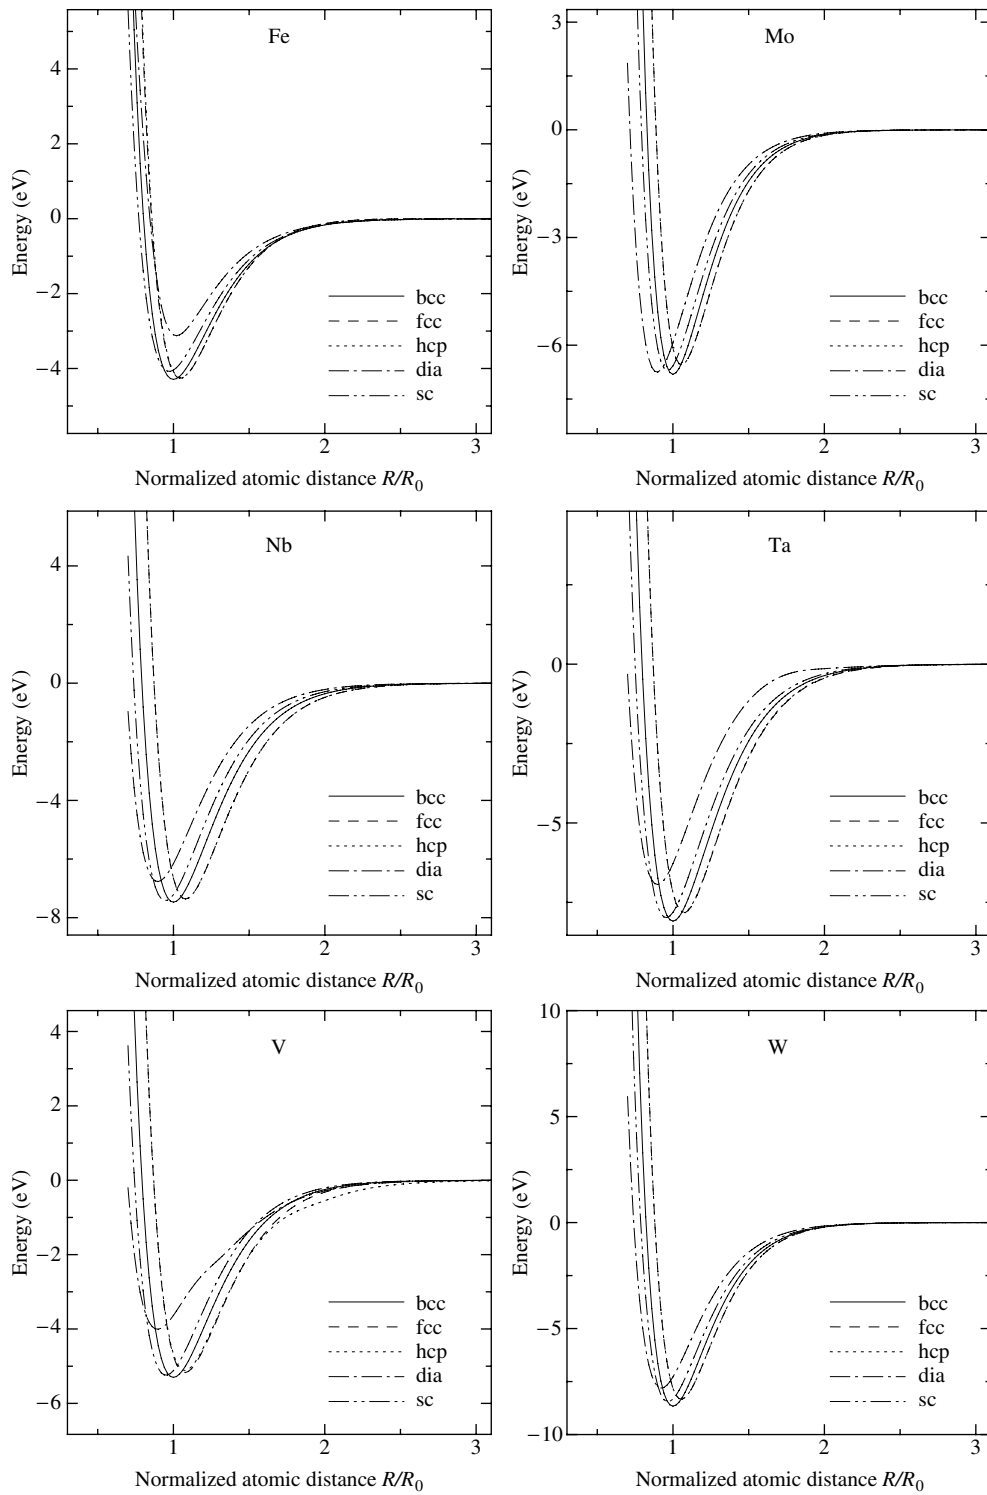 Fe
4
2
0
−2
−4
Energy (eV)
bcc
fcc
hcp
dia
sc
1
2
3
Normalized atomic distance R/R0
Mo
3
0
−3
−6
Energy (eV)
bcc
fcc
hcp
dia
sc
1
2
3
Normalized atomic distance R/R0
Nb
4
0
−4
−8
Energy (eV)
bcc
fcc
hcp
dia
sc
1
2
3
Normalized atomic distance R/R0
Ta
0
−5
Energy (eV)
bcc
fcc
hcp
dia
sc
1
2
3
Normalized atomic distance R/R0
V
4
2
0
−2
−4
−6
Energy (eV)
bcc
fcc
hcp
dia
sc
1
2
3
Normalized atomic distance R/R0
W
10
5
0
−5
−10
Energy (eV)
bcc
fcc
hcp
dia
sc
1
2
3
Normalized atomic distance R/R0